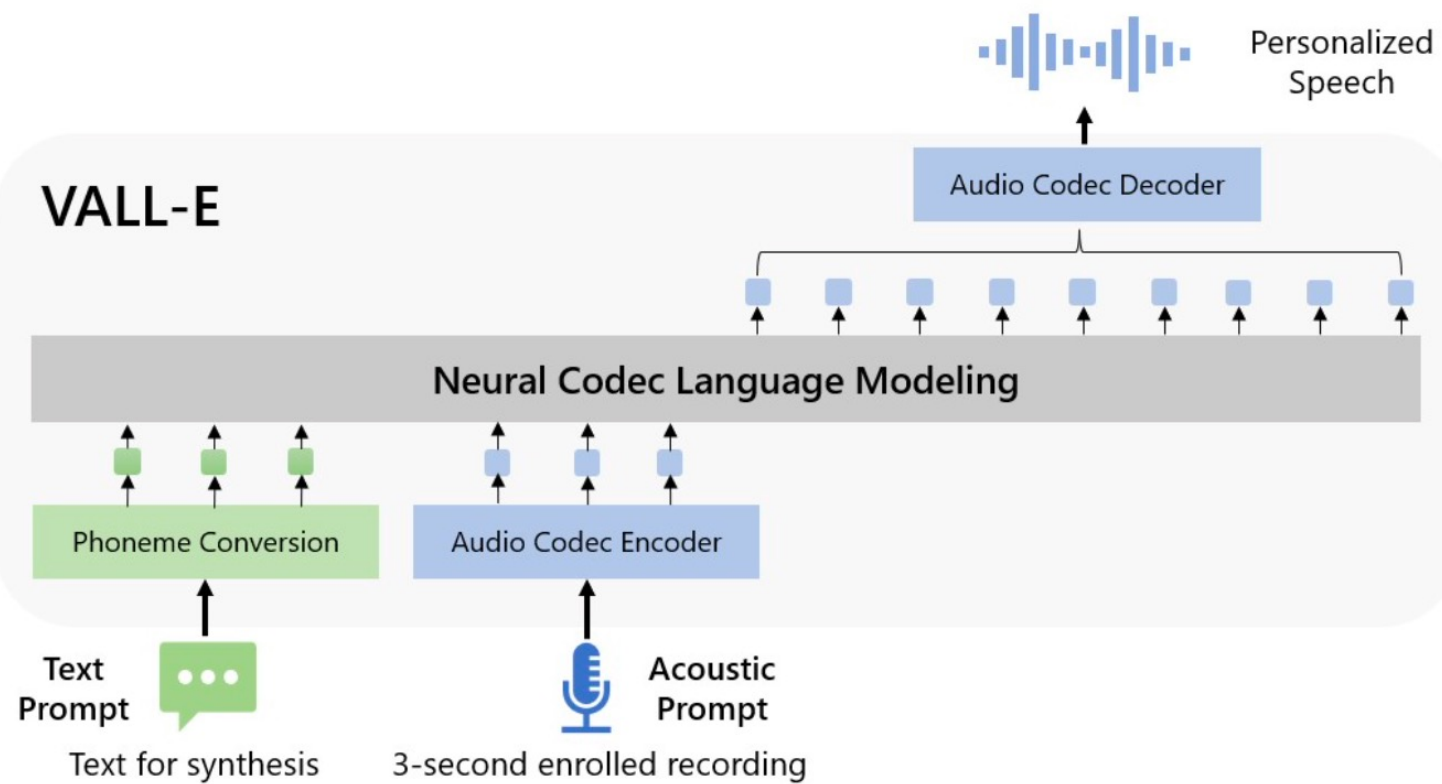 Personalized
Speech
VALL-E
Audio Codec Decoder
Neural Codec Language Modeling
Phoneme Conversion
Audio Codec Encoder
Text
Prompt
Acoustic
Prompt
Text for synthesis
3-second enrolled recording